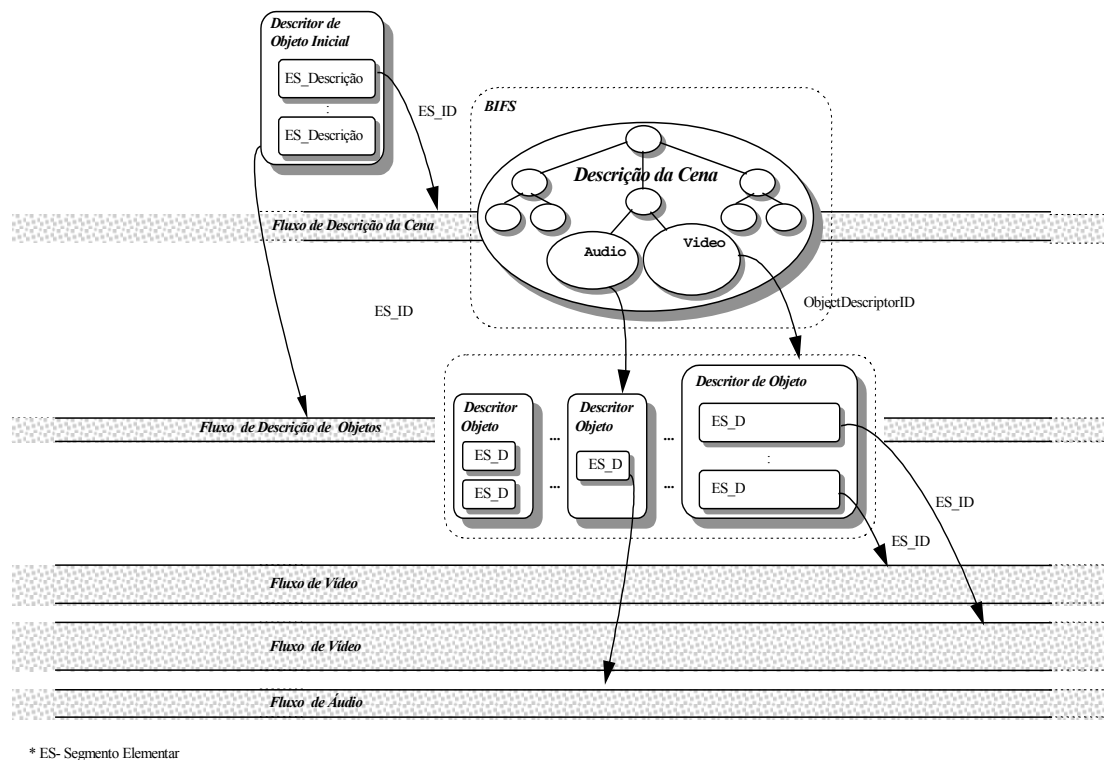 Descritor de
Objeto Inicial
ES_Descrição
:
ES_Descrição
ES_ID
BIFS
Descrição da Cena
Fluxo de Descrição da Cena
Audio
Video
ES_ID
ObjectDescriptorID
Fluxo de Descrição de Objetos
Descritor
Objeto
ES_D
ES_D
...
...
Descritor
Objeto
ES_D
...
...
Descritor de Objeto
ES_D
:
ES_D
ES_ID
ES_ID
Fluxo de Vídeo
Fluxo de Vídeo
Fluxo de Áudio
* ES- Segmento Elementar